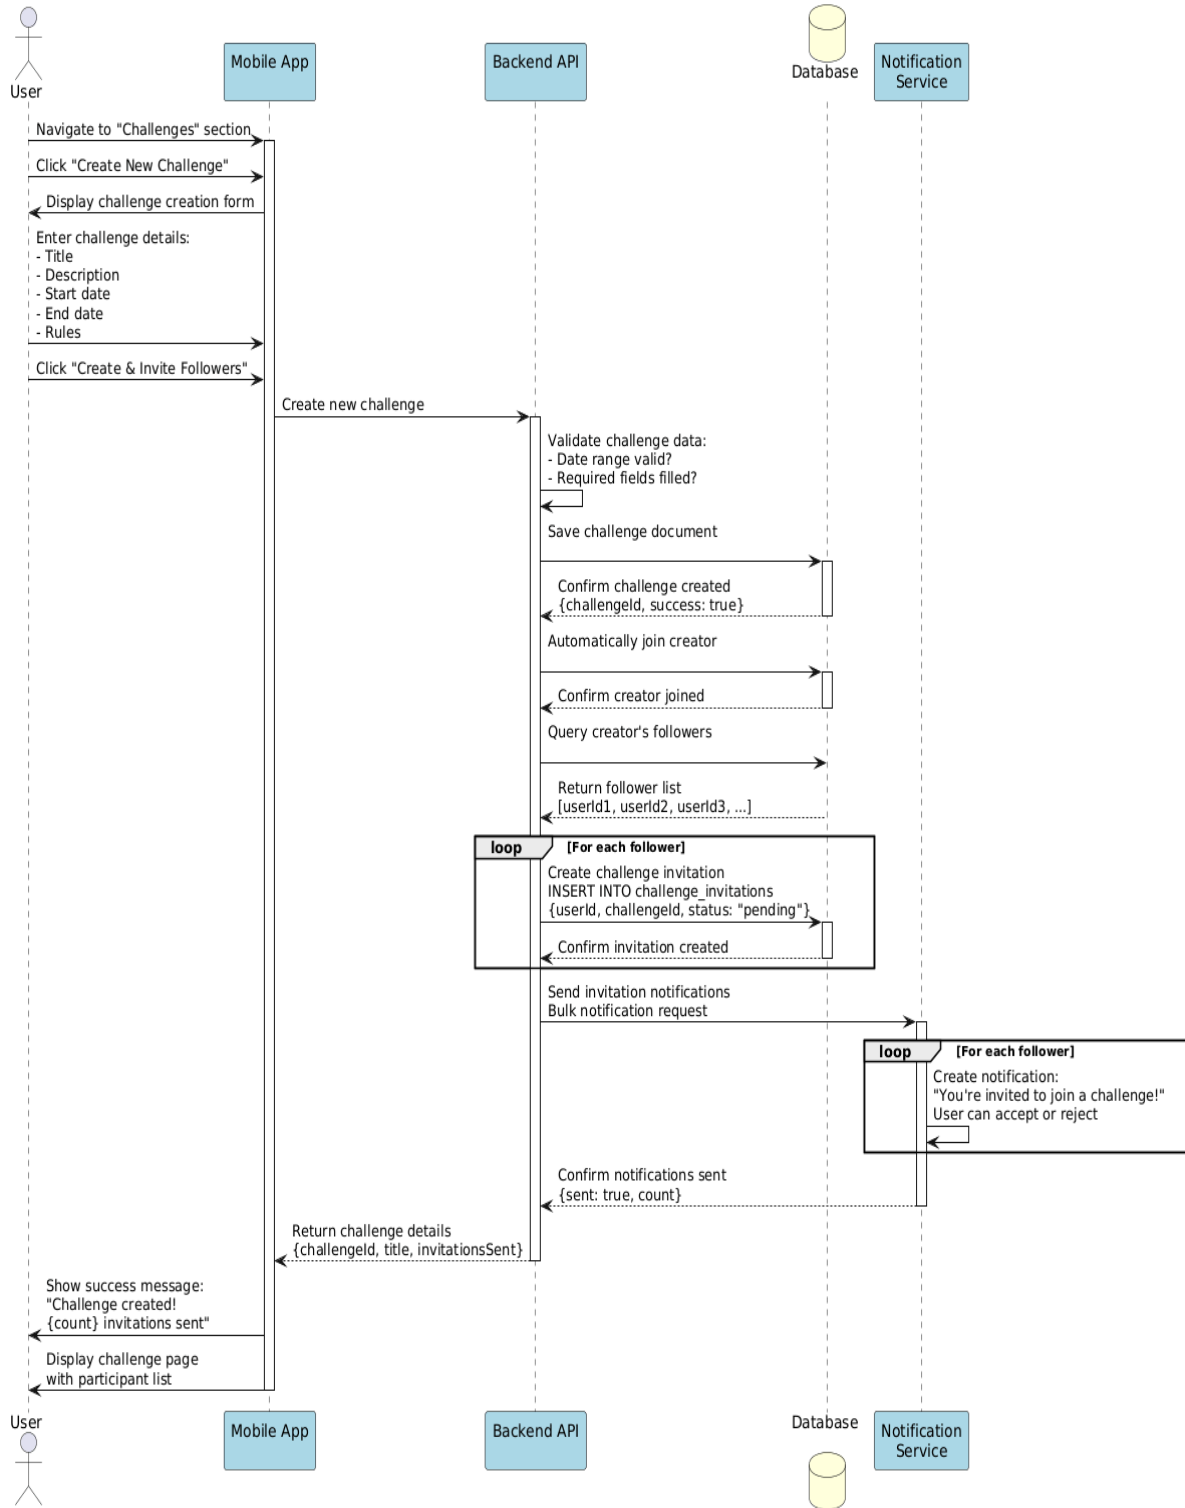 User
Mobile App
Backend API
Database
Notification
Service
Navigate to "Challenges" section
Click "Create New Challenge"
Display challenge creation form
Enter challenge details:
- Title
- Description
- Start date
- End date
- Rules
Click "Create & Invite Followers"
Create new challenge
Validate challenge data:
- Date range valid?
- Required fields filled?
Save challenge document
Confirm challenge created
{challengeId, success: true}
Automatically join creator
Confirm creator joined
Query creator's followers
Return follower list
[userId1, userId2, userId3, ...]
loop [For each follower]
Create challenge invitation
INSERT INTO challenge_invitations
{userId, challengeId, status: "pending"}
Confirm invitation created
Send invitation notifications
Bulk notification request
loop [For each follower]
Create notification:
"You're invited to join a challenge!"
User can accept or reject
Confirm notifications sent
{sent: true, count}
Return challenge details
{challengeId, title, invitationsSent}
Show success message:
"Challenge created!
{count} invitations sent"
Display challenge page
with participant list
User
Mobile App
Backend API
Database
Notification
Service